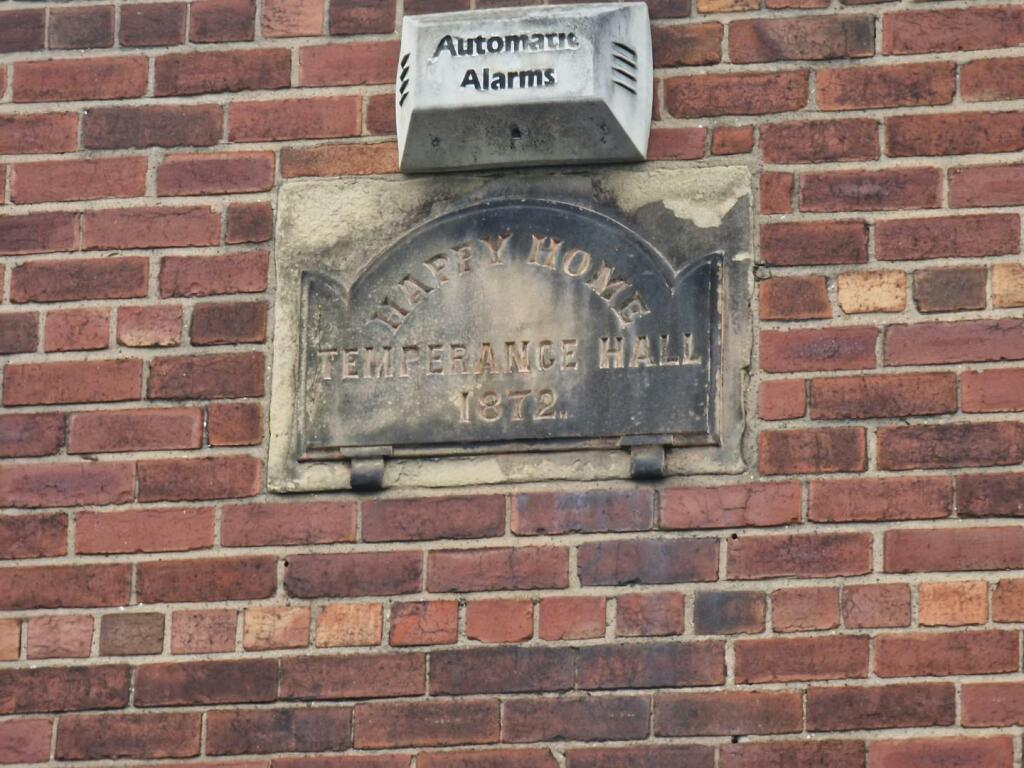 Automatic
Alarms
HAPPY HOME
TEMPERANCE HALL
1872.